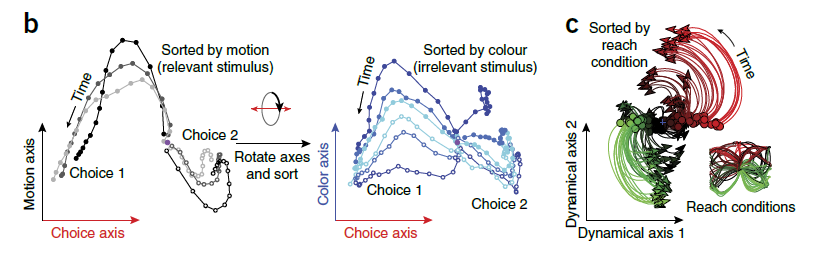 b
Sorted by motion
(relevant stimulus)
Time
Choice 2
Choice 1
Motion axis
Choice axis
Rotate axes
and sort
Sorted by colour
(irrelevant stimulus)
Time
Choice 1
Choice 2
Color axis
Choice axis
c
Sorted by
reach
condition
Time
Dynamical axis 2
Reach conditions
Dynamical axis 1